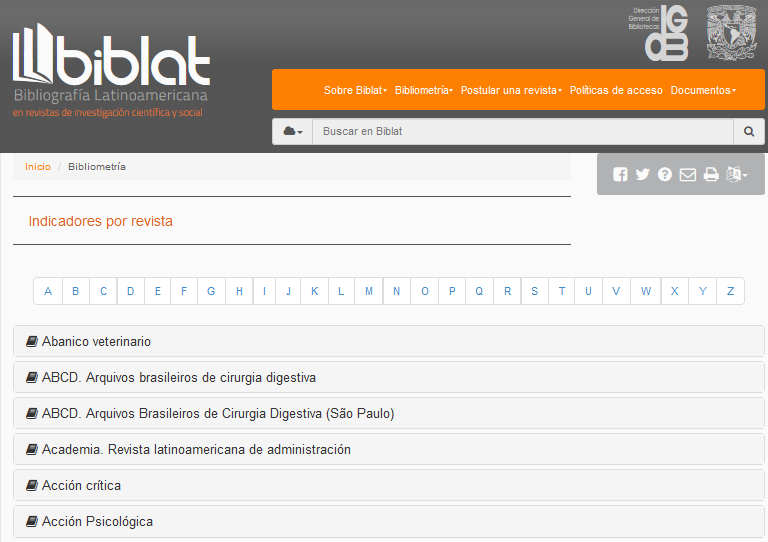 biblat
Bibliografía Latinoamericana
en revistas de investigación científica y social
Dirección
General de
Bibliotecas
DGB
Sobre Biblat Bibliometría Postular una revista Políticas de acceso Documentos
Buscar en Biblat
Inicio / Bibliometría
Indicadores por revista
A B C D E F G H I J K L M N O P Q R S T U V W X Y Z
Abanico veterinario
ABCD. Arquivos brasileiros de cirurgia digestiva
ABCD. Arquivos Brasileiros de Cirurgia Digestiva (São Paulo)
Academia. Revista latinoamericana de administración
Acción crítica
Acción Psicológica